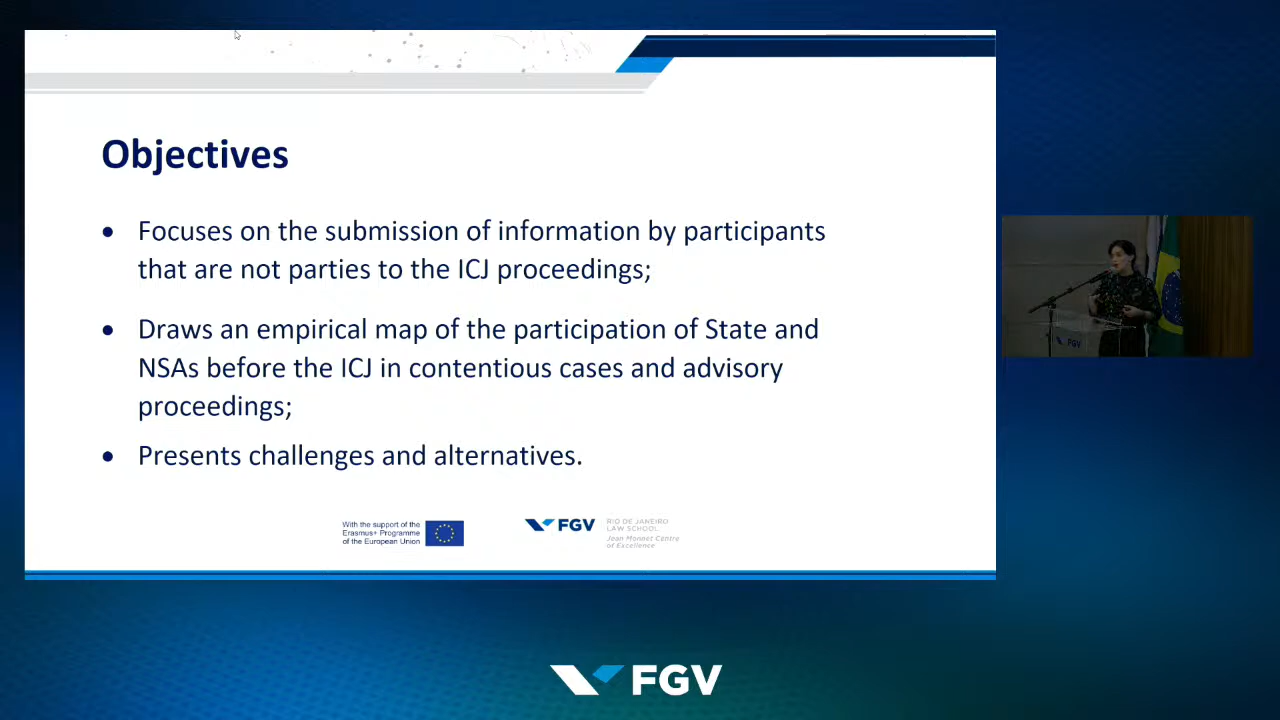 Objectives
• Focuses on the submission of information by participants
that are not parties to the ICJ proceedings;
• Draws an empirical map of the participation of State and
NSAs before the ICJ in contentious cases and advisory
proceedings;
• Presents challenges and alternatives.
With the support of the
Erasmus+ Programme
of the European Union
FGV
RIO DE JANEIRO
LAW SCHOOL
Jean Monnet Centre
of Excellence
FGV
FGV